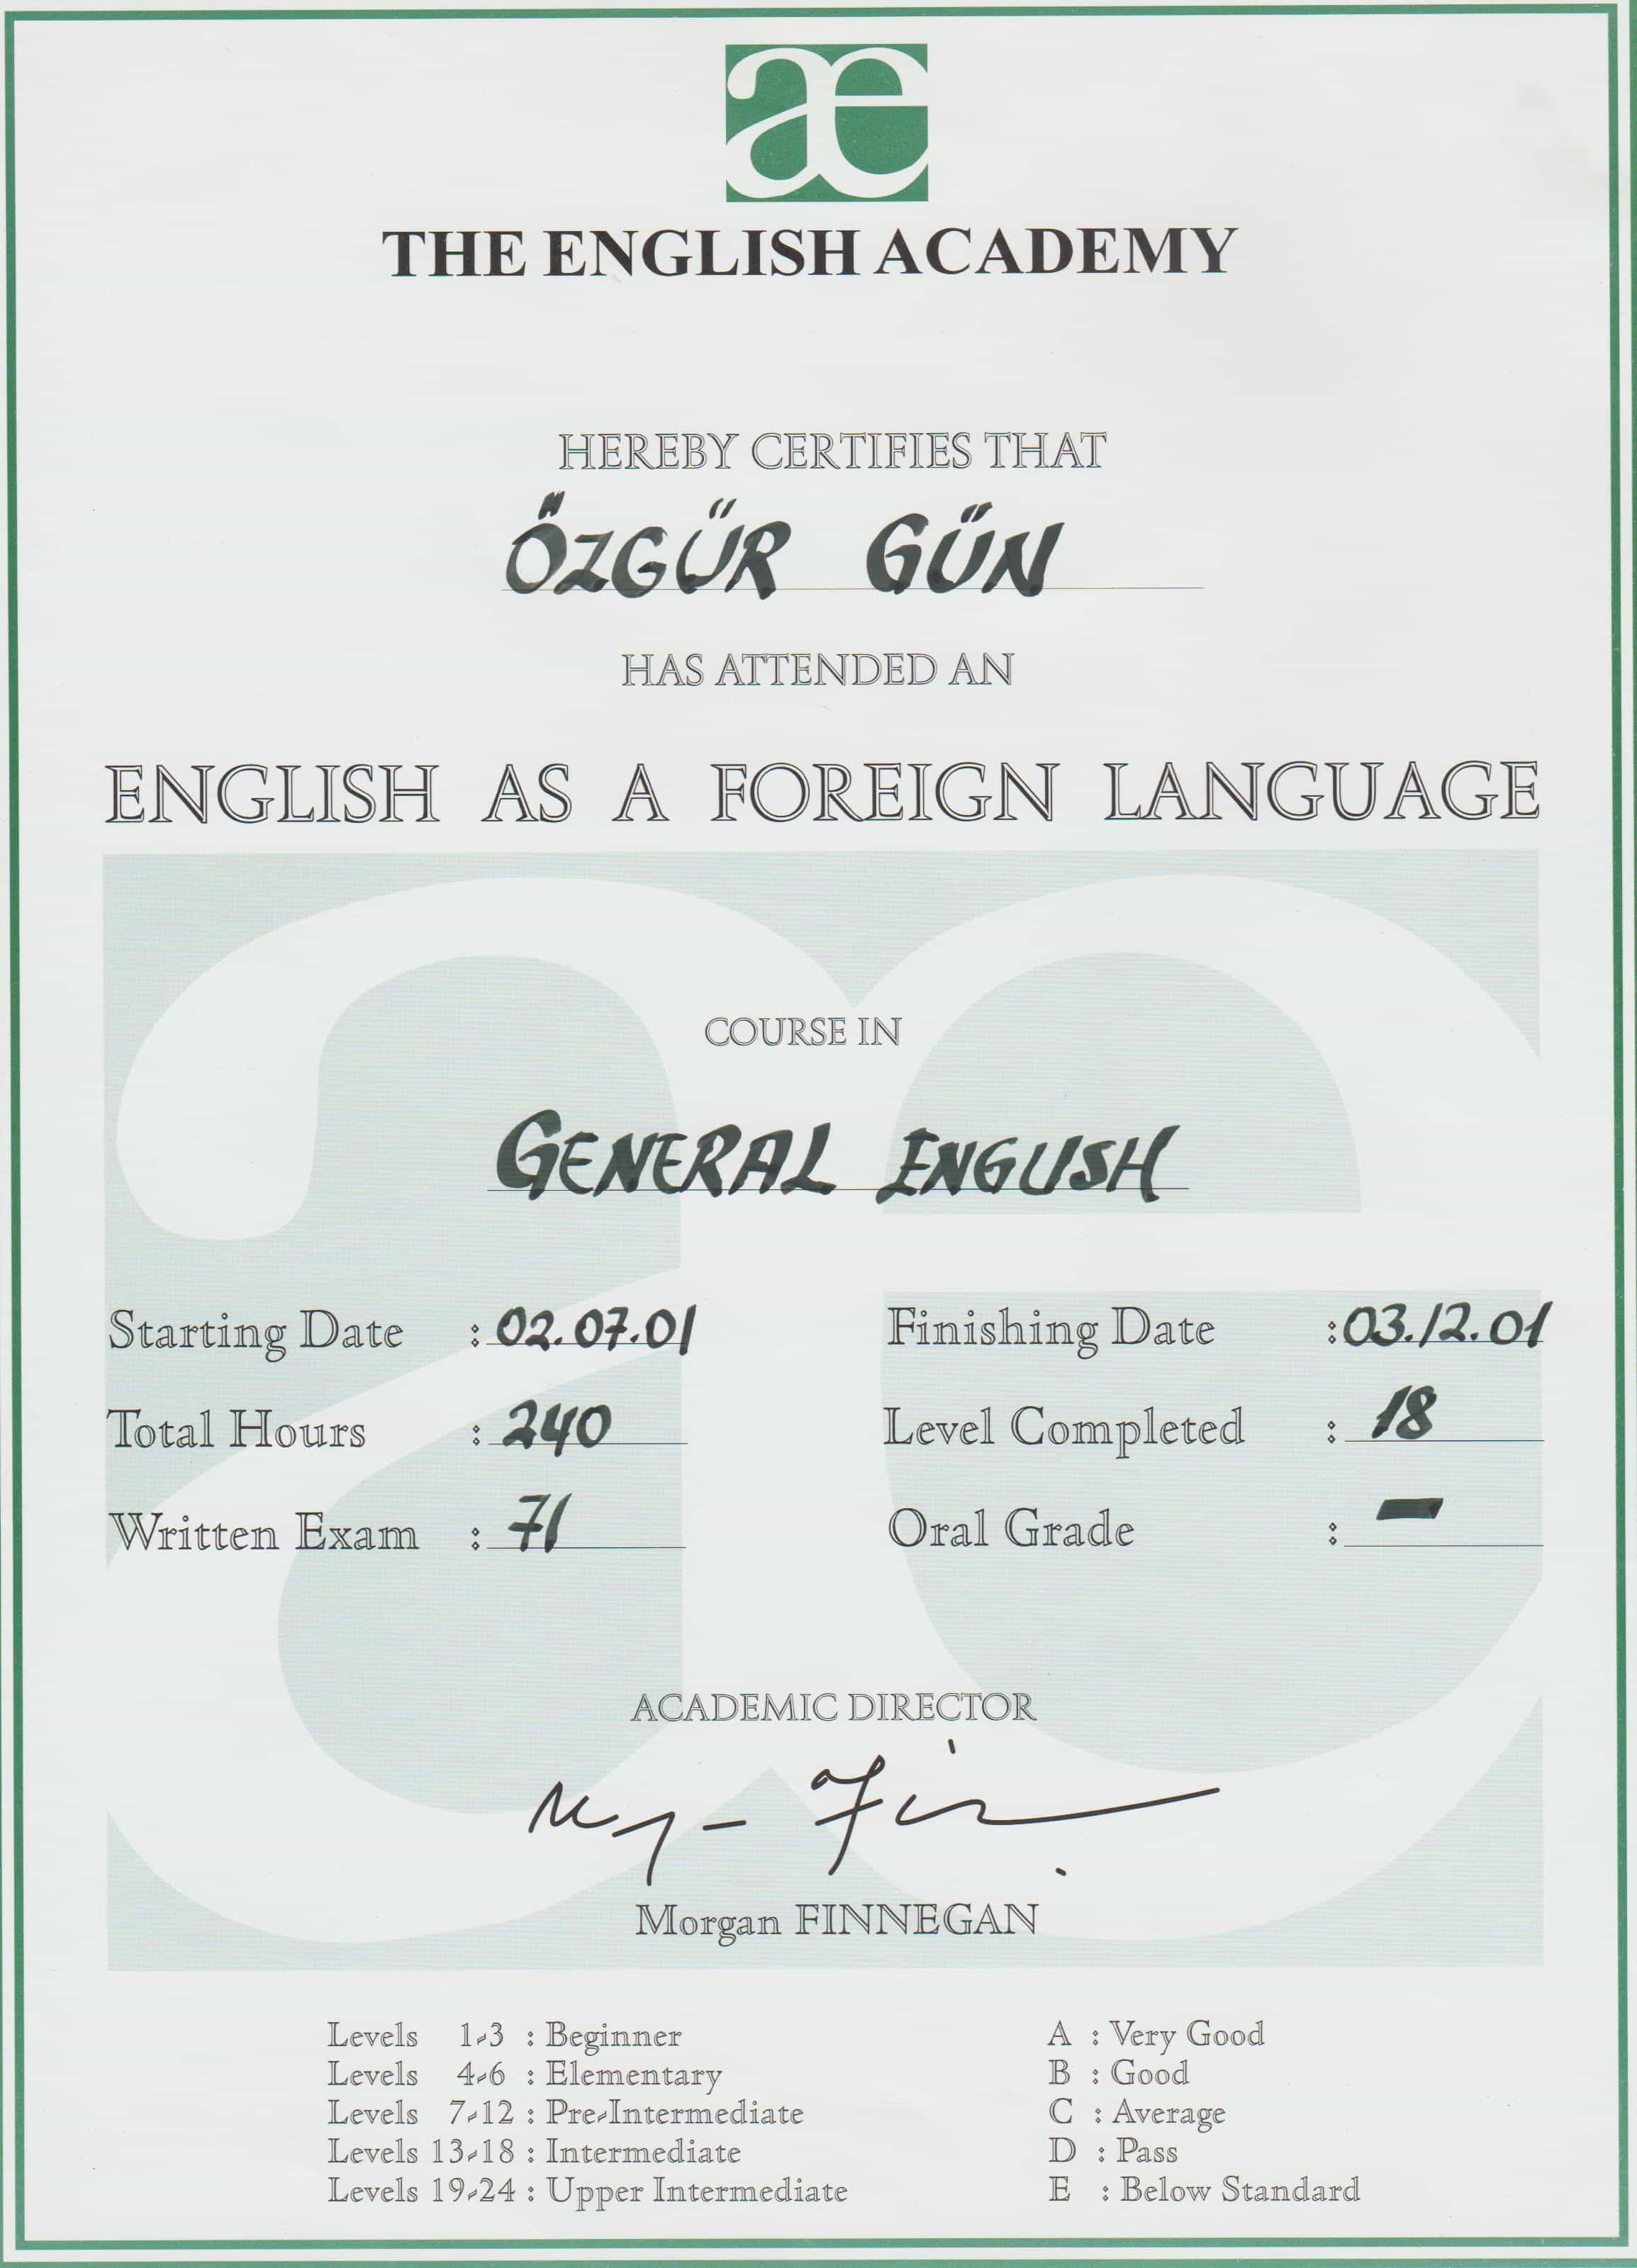 æ
THE ENGLISH ACADEMY
HEREBY CERTIFIES THAT
ÖZGÜR GÜN
HAS ATTENDED AN
ENGLISH AS A FOREIGN LANGUAGE
COURSE IN
GENERAL ENGLISH
Starting Date : 02.07.01 Finishing Date : 03.12.01
Total Hours : 240 Level Completed : 18
Written Exam : 71 Oral Grade : -
ACADEMIC DIRECTOR
Morgan FINNEGAN
Levels 1-3 : Beginner A : Very Good
Levels 4-6 : Elementary B : Good
Levels 7-12 : Pre-Intermediate C : Average
Levels 13-18 : Intermediate D : Pass
Levels 19-24 : Upper Intermediate E : Below Standard